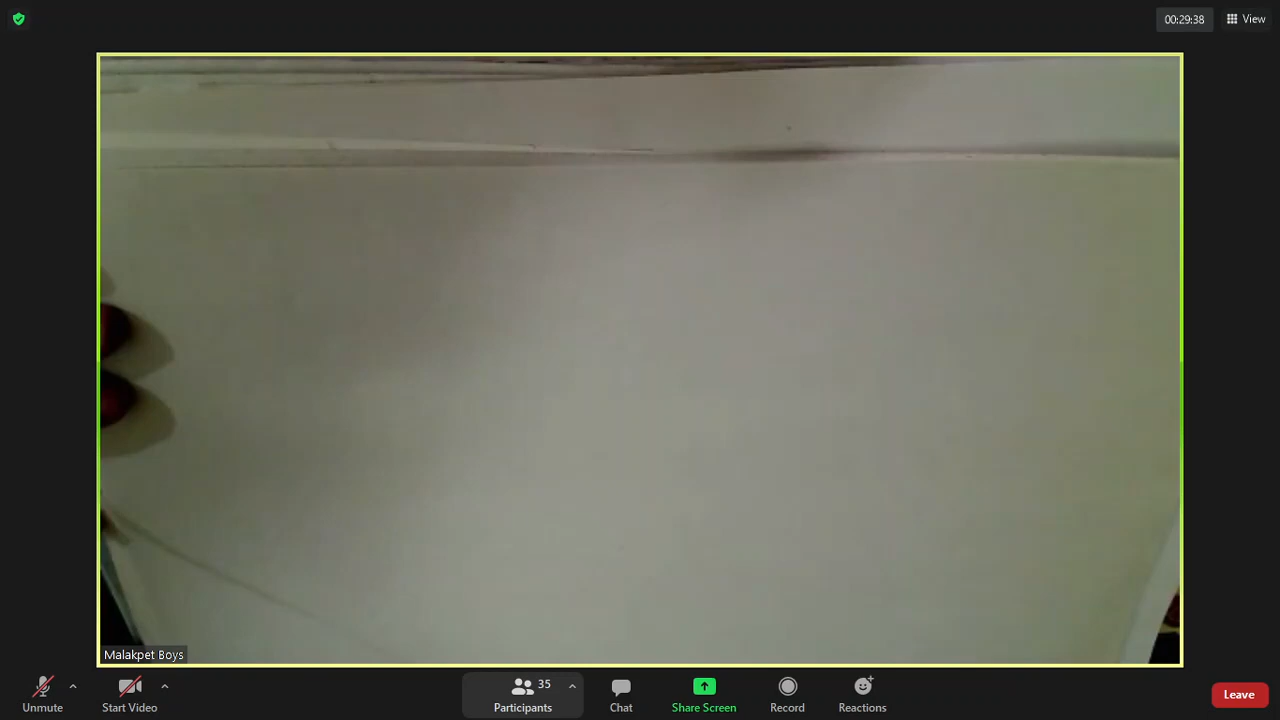 00:29:38
View
Malakpet Boys
35
Unmute
Start Video
Participants
Chat
Share Screen
Record
Reactions
Leave